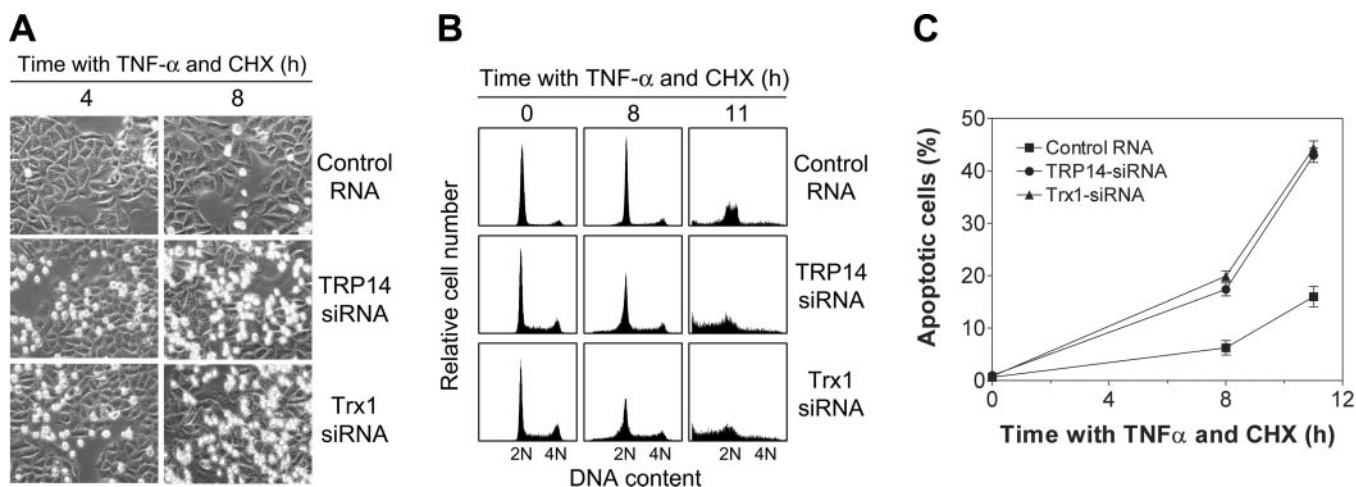 A
Time with TNF-α and CHX (h)
4 8
Control
RNA
TRP14
siRNA
Trx1
siRNA
B
Time with TNF-α and CHX (h)
0 8 11
Relative cell number
Control
RNA
TRP14
siRNA
Trx1
siRNA
2N 4N 2N 4N 2N 4N
DNA content
C
Apoptotic cells (%)
50
40
30
20
10
0
Control RNA
TRP14-siRNA
Trx1-siRNA
0 4 8 12
Time with TNFα and CHX (h)